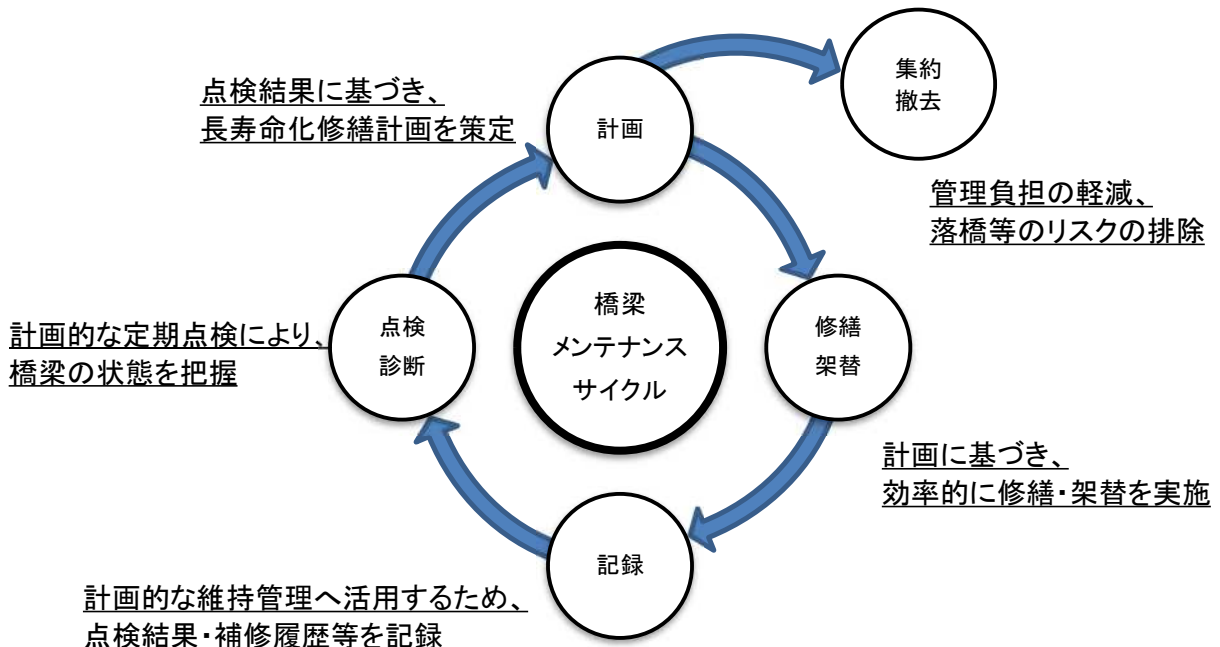 集約
撤去
点検結果に基づき、
長寿命化修繕計画を策定
計画
管理負担の軽減、
落橋等のリスクの排除
計画的な定期点検により、
橋梁の状態を把握
点検
診断
橋梁
メンテナンス
サイクル
修繕
架替
計画に基づき、
効率的に修繕・架替を実施
記録
計画的な維持管理へ活用するため、
点検結果・補修履歴等を記録